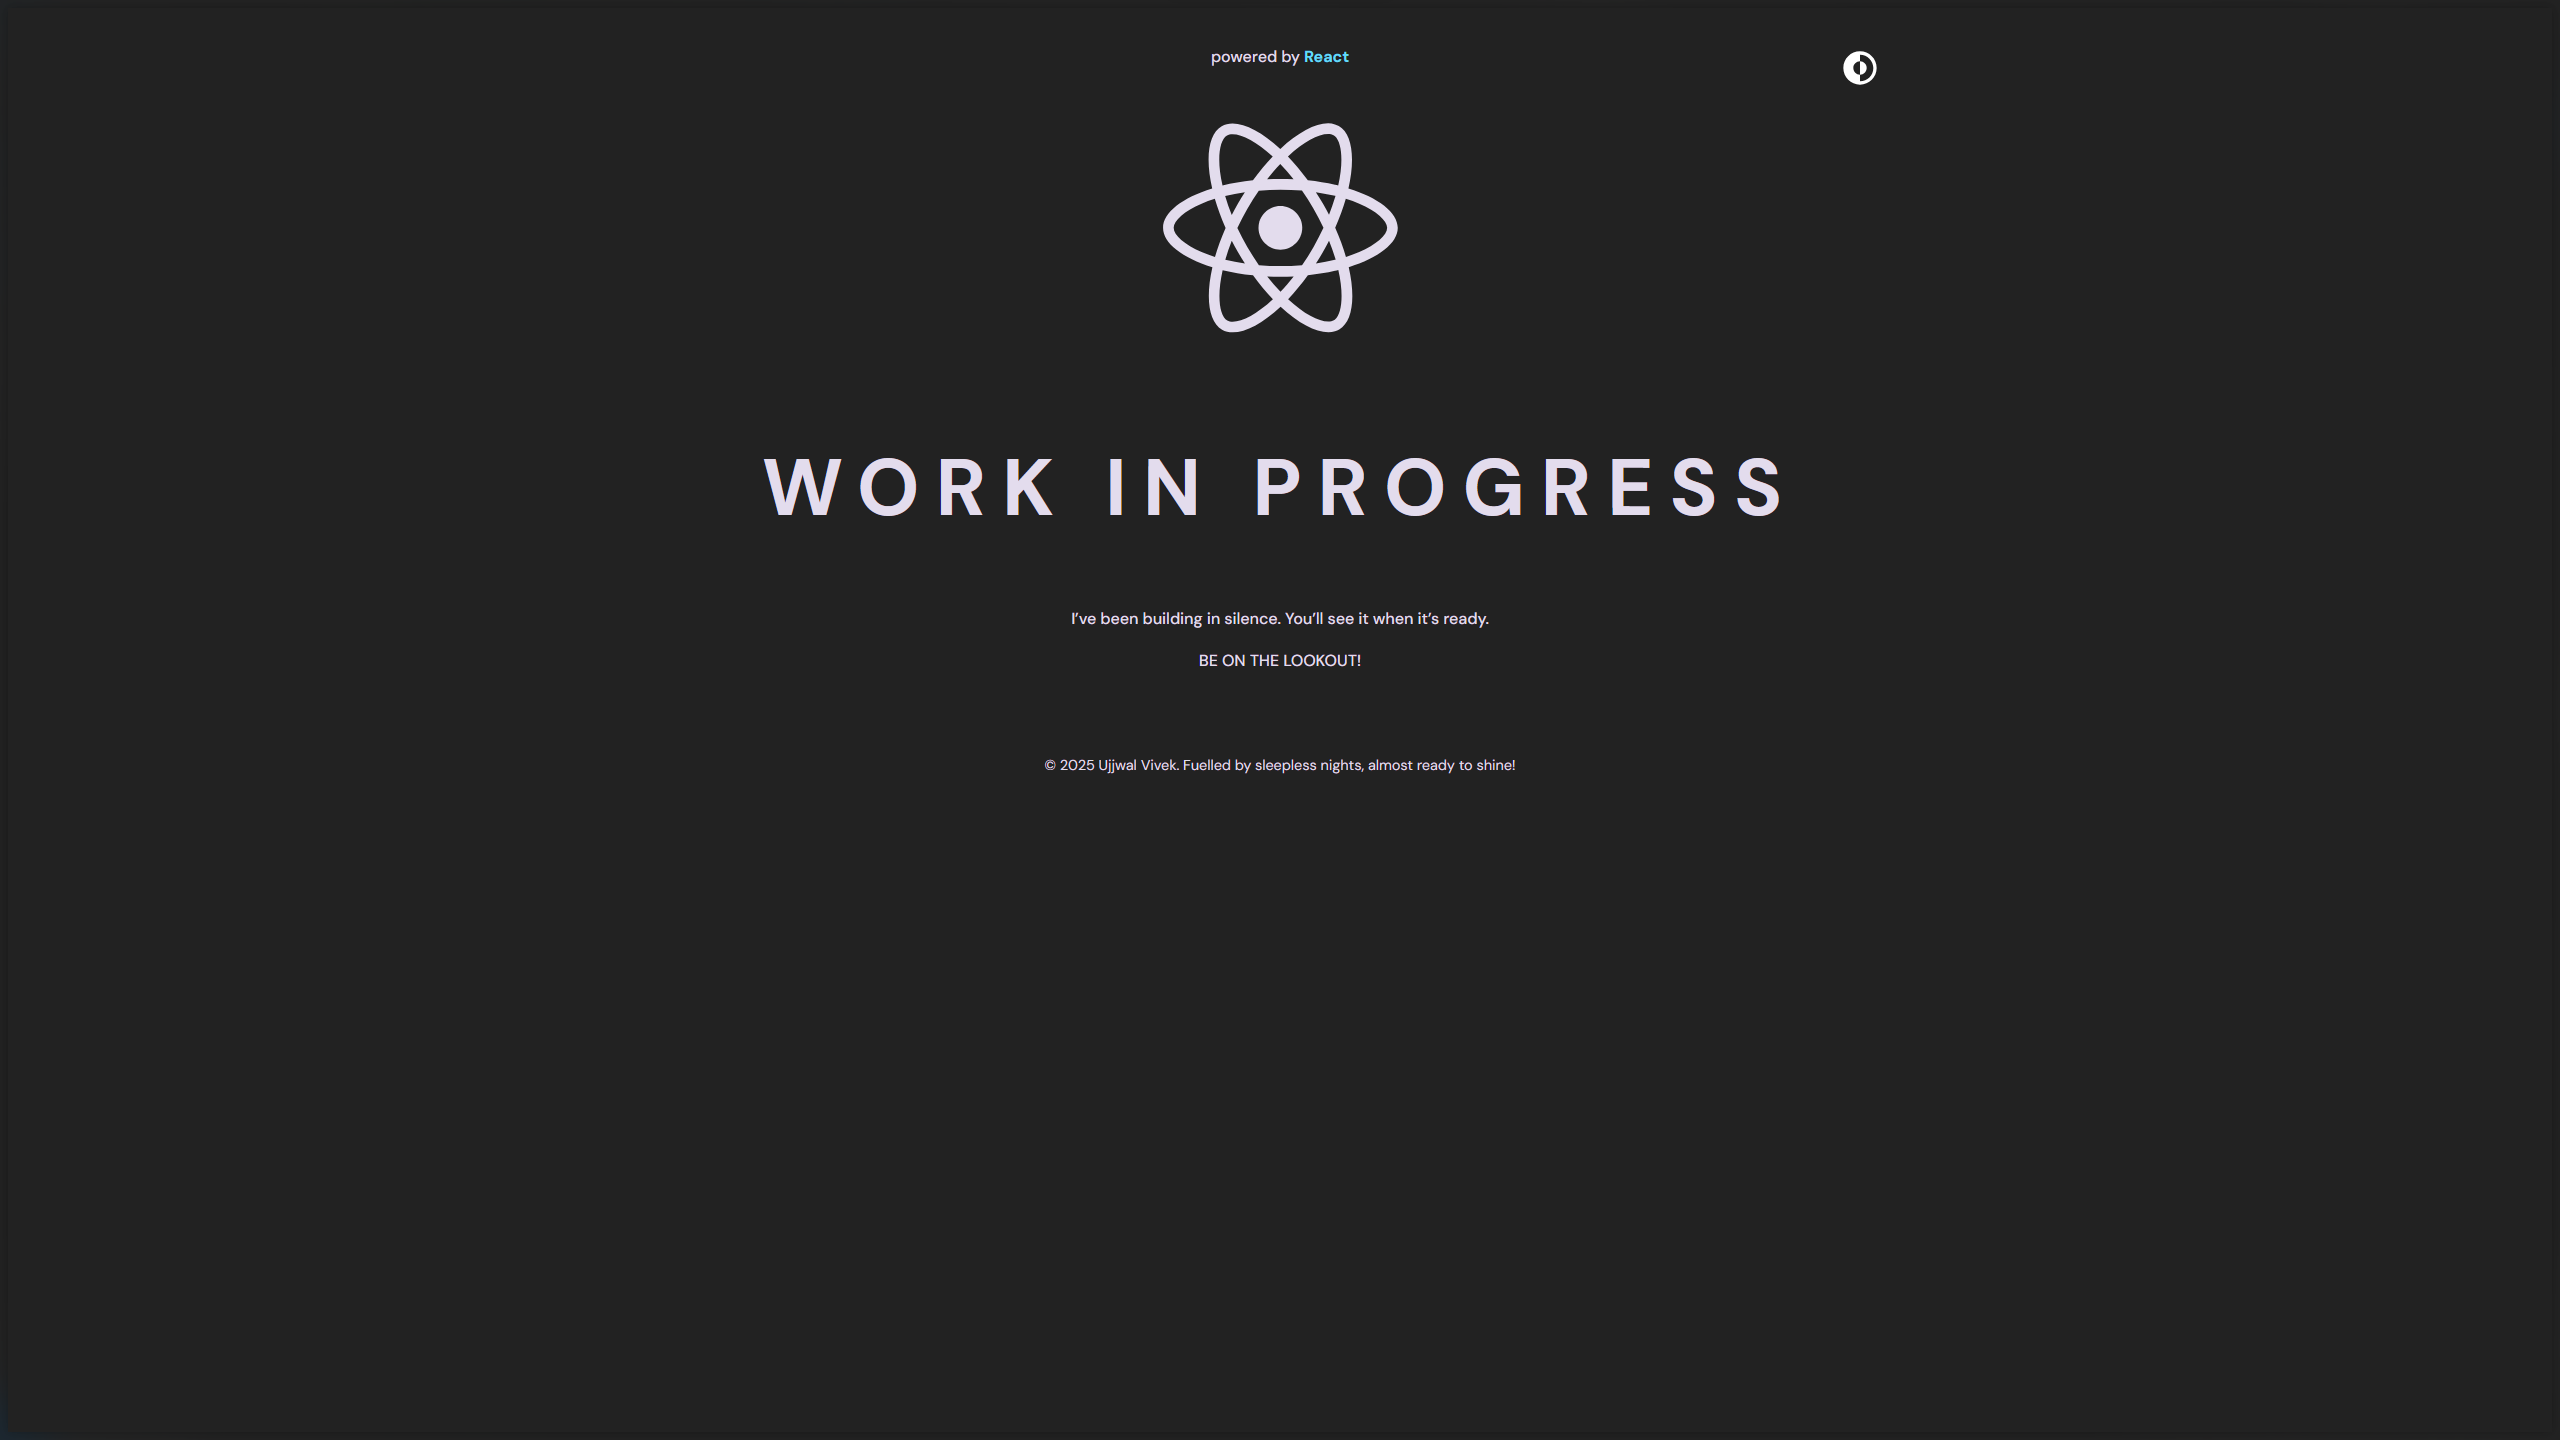 powered by React
WORK IN PROGRESS
I’ve been building in silence. You’ll see it when it’s ready.
BE ON THE LOOKOUT!
© 2025 Ujjwal Vivek. Fuelled by sleepless nights, almost ready to shine!